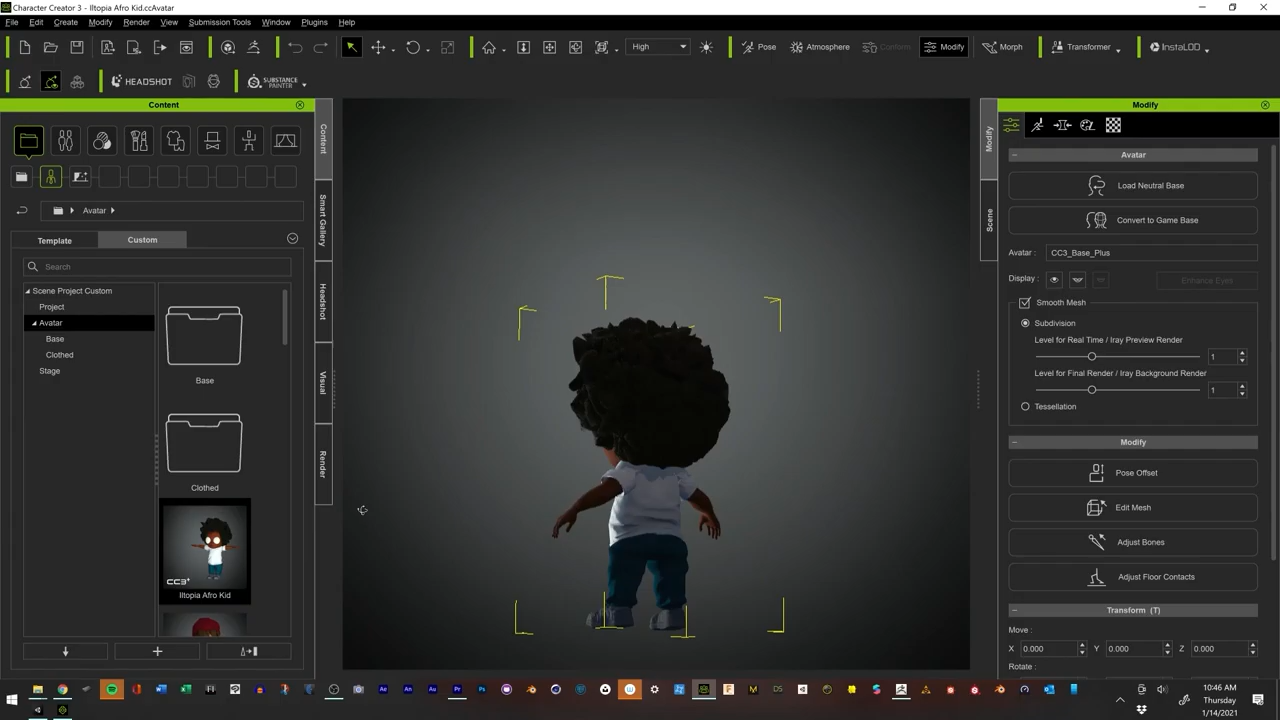 Character Creator 3 - Iltopia Afro Kid.ccAvatar
File Edit Create Modify Render View Submission Tools Window Plugins Help
High Pose Atmosphere Conform Modify Morph Transformer InstaLOD
HEADSHOT SUBSTANCE PAINTER
Content
Avatar
Template Custom
Search
Scene Project Custom
Project
Avatar
Base
Clothed
Stage
Base
Clothed
CC3+
Iltopia Afro Kid
Content
Smart Gallery
Headshot
Visual
Render
Modify
Scene
Modify
Avatar
Load Neutral Base
Convert to Game Base
Avatar : CC3_Base_Plus
Display : Enhance Eyes
Smooth Mesh
Subdivision
Level for Real Time / Iray Preview Render
1
Level for Final Render / Iray Background Render
1
Tessellation
Modify
Pose Offset
Edit Mesh
Adjust Bones
Adjust Floor Contacts
Transform (T)
Move :
X 0.000 Y 0.000 Z 0.000
Rotate :
Ae An Au Pr Ps M DS
10:46 AM
Thursday
1/14/2021